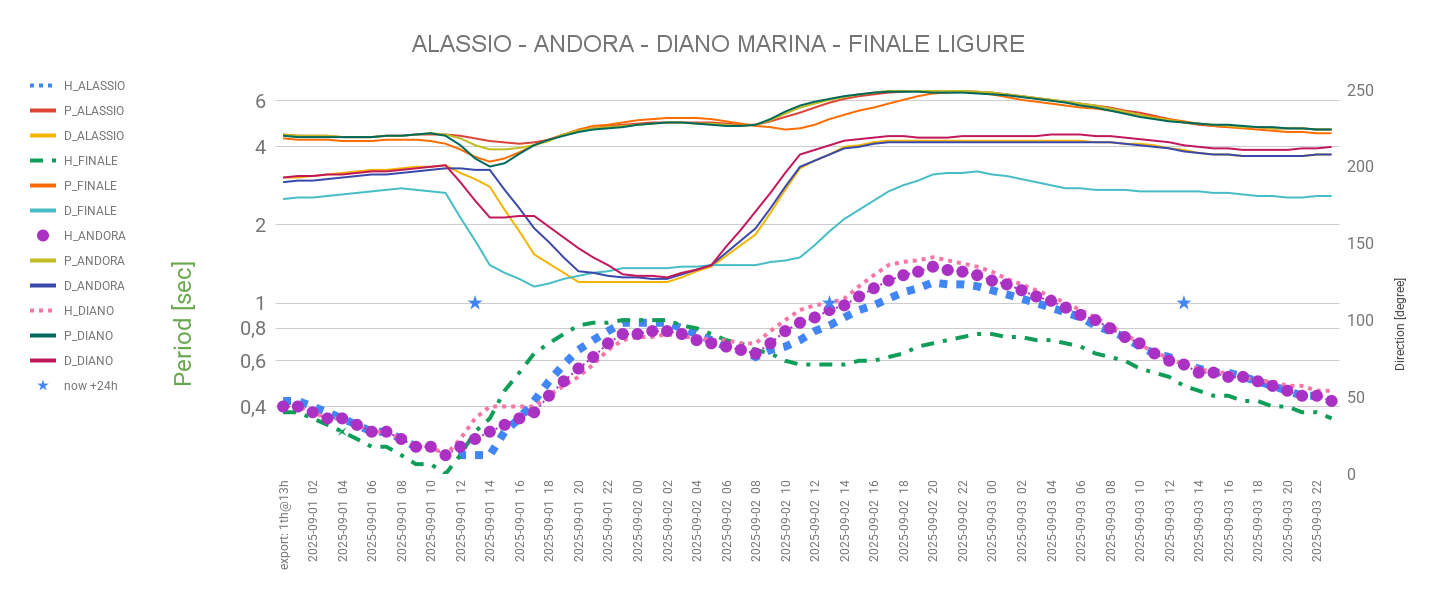 ALASSIO - ANDORA - DIANO MARINA - FINALE LIGURE
H_ALASSIO
P_ALASSIO
D_ALASSIO
H_FINALE
P_FINALE
D_FINALE
H_ANDORA
P_ANDORA
D_ANDORA
H_DIANO
P_DIANO
D_DIANO
now +24h
Period [sec]
6
4
2
1
0,8
0,6
0,4
250
200
150
100
50
0
Direction [degree]
export: 1th@13h
2025-09-01 02
2025-09-01 04
2025-09-01 06
2025-09-01 08
2025-09-01 10
2025-09-01 12
2025-09-01 14
2025-09-01 16
2025-09-01 18
2025-09-01 20
2025-09-01 22
2025-09-02 00
2025-09-02 02
2025-09-02 04
2025-09-02 06
2025-09-02 08
2025-09-02 10
2025-09-02 12
2025-09-02 14
2025-09-02 16
2025-09-02 18
2025-09-02 20
2025-09-02 22
2025-09-03 00
2025-09-03 02
2025-09-03 04
2025-09-03 06
2025-09-03 08
2025-09-03 10
2025-09-03 12
2025-09-03 14
2025-09-03 16
2025-09-03 18
2025-09-03 20
2025-09-03 22